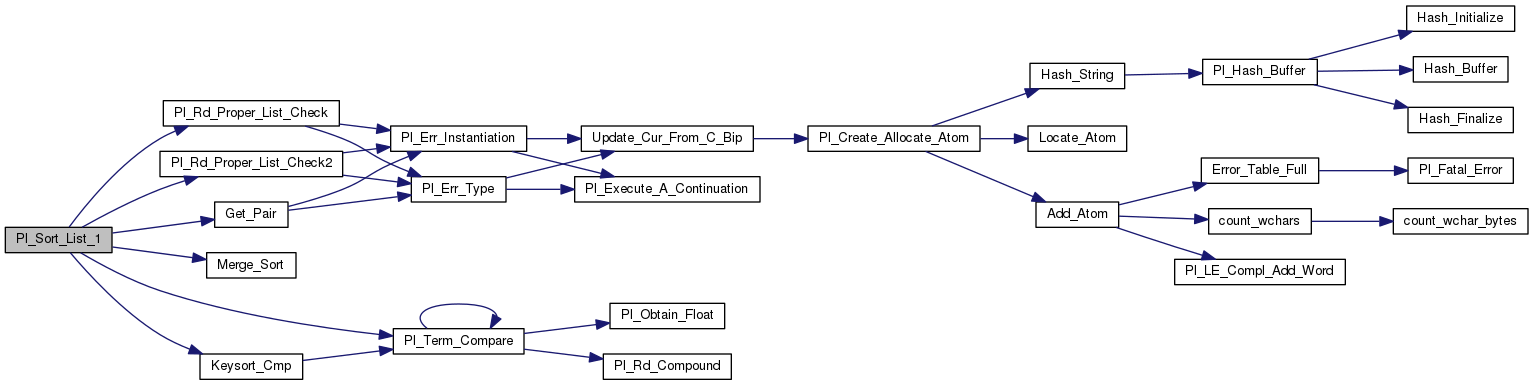 Pl_Sort_List_1
Pl_Rd_Proper_List_Check
Pl_Rd_Proper_List_Check2
Get_Pair
Merge_Sort
Keysort_Cmp
Pl_Err_Instantiation
Pl_Err_Type
Pl_Term_Compare
Update_Cur_From_C_Bip
Pl_Execute_A_Continuation
Pl_Obtain_Float
Pl_Rd_Compound
Pl_Create_Allocate_Atom
Hash_String
Locate_Atom
Add_Atom
Pl_Hash_Buffer
Error_Table_Full
count_wchars
Pl_LE_Compl_Add_Word
Hash_Initialize
Hash_Buffer
Hash_Finalize
Pl_Fatal_Error
count_wchar_bytes